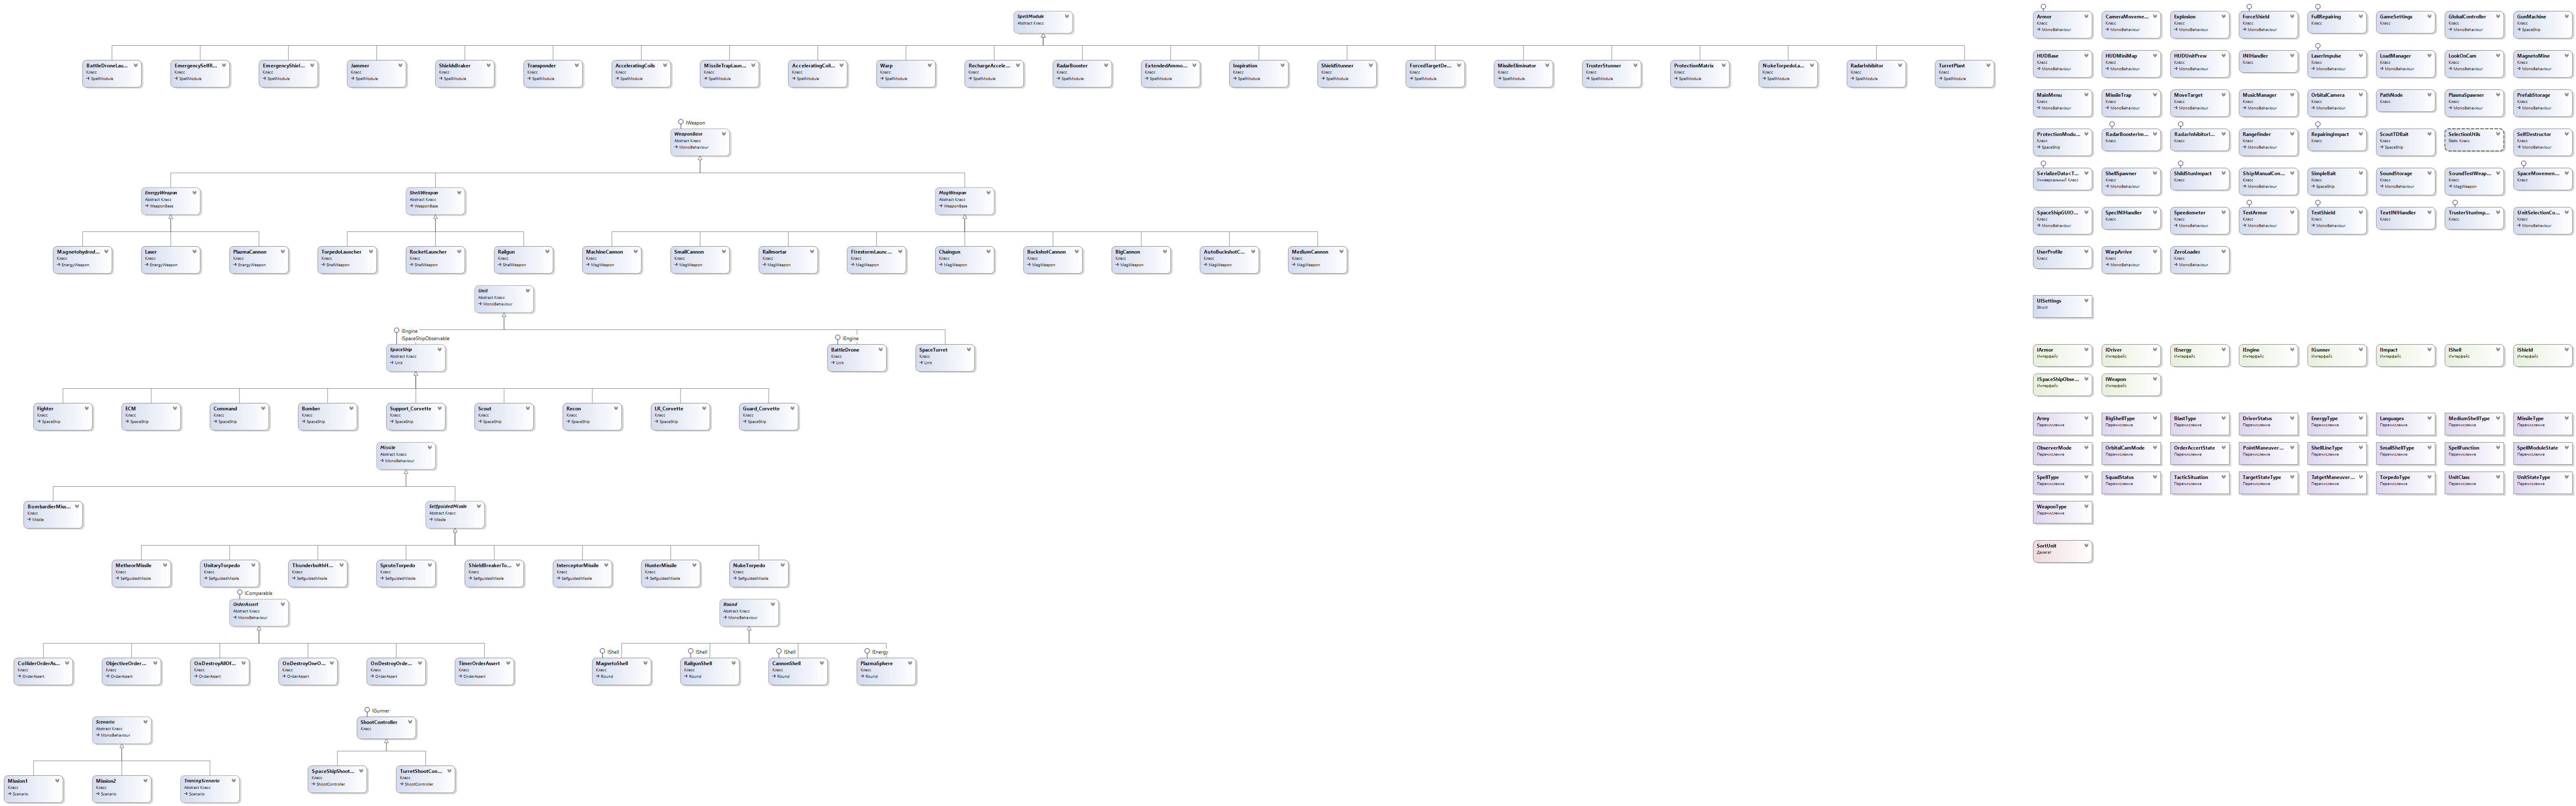 SpellModule
Abstract Класс
BattleDroneLau...
Класс
→ SpellModule
EmergencySelfR...
Класс
→ SpellModule
EmergencyShiel...
Класс
→ SpellModule
Jammer
Класс
→ SpellModule
ShieldsBraker
Класс
→ SpellModule
Transponder
Класс
→ SpellModule
AcceleratingCoils
Класс
→ SpellModule
MissileTrapLaun...
Класс
→ SpellModule
AcceleratingCoil...
Класс
→ SpellModule
Warp
Класс
→ SpellModule
RechargeAccele...
Класс
→ SpellModule
RadarBooster
Класс
→ SpellModule
ExtendedAmmo...
Класс
→ SpellModule
Inspiration
Класс
→ SpellModule
ShieldStunner
Класс
→ SpellModule
ForcedTargetDe...
Класс
→ SpellModule
MissileEliminator
Класс
→ SpellModule
TrusterStunner
Класс
→ SpellModule
ProtectionMatrix
Класс
→ SpellModule
NukeTorpedoLa...
Класс
→ SpellModule
RadarInhibitor
Класс
→ SpellModule
TurretPlant
Класс
→ SpellModule
IWeapon
WeaponBase
Abstract Класс
→ MonoBehaviour
EnergyWeapon
Abstract Класс
→ WeaponBase
ShellWeapon
Abstract Класс
→ WeaponBase
MagWeapon
Abstract Класс
→ WeaponBase
Magnetohydrod...
Класс
→ EnergyWeapon
Laser
Класс
→ EnergyWeapon
PlazmaCannon
Класс
→ EnergyWeapon
TorpedoLauncher
Класс
→ ShellWeapon
RocketLauncher
Класс
→ ShellWeapon
Railgun
Класс
→ ShellWeapon
MachineCannon
Класс
→ MagWeapon
SmallCannon
Класс
→ MagWeapon
Railmortar
Класс
→ MagWeapon
FirestormLaunc...
Класс
→ MagWeapon
Chaingun
Класс
→ MagWeapon
BuckshotCannon
Класс
→ MagWeapon
BigCannon
Класс
→ MagWeapon
AutoBuckshotC...
Класс
→ MagWeapon
MediumCannon
Класс
→ MagWeapon
Unit
Abstract Класс
→ MonoBehaviour
IEngine
ISpaceShipObservable
SpaceShip
Abstract Класс
→ Unit
IEngine
BattleDrone
Класс
→ Unit
SpaceTurret
Класс
→ Unit
Fighter
Класс
→ SpaceShip
ECM
Класс
→ SpaceShip
Command
Класс
→ SpaceShip
Bomber
Класс
→ SpaceShip
Support_Corvette
Класс
→ SpaceShip
Scout
Класс
→ SpaceShip
Recon
Класс
→ SpaceShip
LR_Corvette
Класс
→ SpaceShip
Guard_Corvette
Класс
→ SpaceShip
Missile
Abstract Класс
→ MonoBehaviour
BombardierMiss...
Класс
→ Missile
SelfguidedMissile
Abstract Класс
→ Missile
MetheorMissile
Класс
→ SelfguidedMissile
UnitaryTorpedo
Класс
→ SelfguidedMissile
ThunderbolthH...
Класс
→ SelfguidedMissile
SpruteTorpedo
Класс
→ SelfguidedMissile
ShieldBreakerTo...
Класс
→ SelfguidedMissile
InterceptorMissile
Класс
→ SelfguidedMissile
HunterMissile
Класс
→ SelfguidedMissile
NukeTorpedo
Класс
→ SelfguidedMissile
IComparable
OrderAssert
Abstract Класс
→ MonoBehaviour
Round
Abstract Класс
→ MonoBehaviour
ColliderOrderAs...
Класс
→ OrderAssert
ObjectiveOrder...
Класс
→ OrderAssert
OnDestroyAllOf...
Класс
→ OrderAssert
OnDestroyOneO...
Класс
→ OrderAssert
OnDestroyOrde...
Класс
→ OrderAssert
TimerOrderAssert
Класс
→ OrderAssert
IShell
MagnetoShell
Класс
→ Round
IShell
RailgunShell
Класс
→ Round
IShell
CannonShell
Класс
→ Round
IEnergy
PlazmaSphere
Класс
→ Round
Scenario
Abstract Класс
→ MonoBehaviour
IGunner
ShootController
Класс
Mission1
Класс
→ Scenario
Mission2
Класс
→ Scenario
TraningScenario
Abstract Класс
→ Scenario
SpaceShipShoot...
Класс
→ ShootController
TurretShootCon...
Класс
→ ShootController
Armor
Класс
→ MonoBehaviour
CameraMoveme...
Класс
→ MonoBehaviour
Explosion
Класс
→ MonoBehaviour
ForceShield
Класс
→ MonoBehaviour
FullRepairing
Класс
GameSettings
Класс
GlobalController
Класс
→ MonoBehaviour
GunMachine
Класс
→ SpaceShip
HUDBase
Класс
→ MonoBehaviour
HUDMiniMap
Класс
→ MonoBehaviour
HUDUnitPrew
Класс
→ MonoBehaviour
INIHandler
Класс
LaserImpulse
Класс
→ MonoBehaviour
LoadManager
Класс
→ MonoBehaviour
LookOnCam
Класс
→ MonoBehaviour
MagnetoMine
Класс
→ MonoBehaviour
MainMenu
Класс
→ MonoBehaviour
MissileTrap
Класс
→ MonoBehaviour
MoveTarget
Класс
→ MonoBehaviour
MusicManager
Класс
→ MonoBehaviour
OrbitalCamera
Класс
→ MonoBehaviour
PathNode
Класс
PlasmaSpawner
Класс
→ MonoBehaviour
PrefabStorage
Класс
→ MonoBehaviour
ProtectionModu...
Класс
→ SpaceShip
RadarBoosterIm...
Класс
RadarInhibitorI...
Класс
Rangefinder
Класс
→ MonoBehaviour
RepairingImpact
Класс
ScoutTDBait
Класс
→ SpaceShip
SelectionUtils
Static Класс
SelfDestructor
Класс
→ MonoBehaviour
SerializeData<T...
Универсальный Класс
ShellSpawner
Класс
→ MonoBehaviour
ShildStunImpact
Класс
ShipManualCon...
Класс
→ MonoBehaviour
SimpleBait
Класс
→ SpaceShip
SoundStorage
Класс
→ MonoBehaviour
SoundTestWeap...
Класс
→ MagWeapon
SpaceMovemen...
Класс
SpaceShipGUIO...
Класс
→ MonoBehaviour
SpecINIHandler
Класс
Speedometer
Класс
→ MonoBehaviour
TestArmor
Класс
→ MonoBehaviour
TestShield
Класс
→ MonoBehaviour
TextINIHandler
Класс
TrusterStunImp...
Класс
UnitSelectionCo...
Класс
→ MonoBehaviour
UserProfile
Класс
WarpArrive
Класс
→ MonoBehaviour
ZeroLoader
Класс
→ MonoBehaviour
UISettings
Struct
IArmor
Интерфейс
IDriver
Интерфейс
IEnergy
Интерфейс
IEngine
Интерфейс
IGunner
Интерфейс
IImpact
Интерфейс
IShell
Интерфейс
IShield
Интерфейс
ISpaceShipObse...
Интерфейс
IWeapon
Интерфейс
Army
Перечисление
BigShellType
Перечисление
BlastType
Перечисление
DriverStatus
Перечисление
EnergyType
Перечисление
Languages
Перечисление
MediumShellType
Перечисление
MissileType
Перечисление
ObserverMode
Перечисление
OrbitalCamMode
Перечисление
OrderAccertState
Перечисление
PointManeuver...
Перечисление
ShellLineType
Перечисление
SmallShellType
Перечисление
SpellFunction
Перечисление
SpellModuleState
Перечисление
SpellType
Перечисление
SquadStatus
Перечисление
TacticSituation
Перечисление
TargetStateType
Перечисление
TatgetManeuver...
Перечисление
TorpedoType
Перечисление
UnitClass
Перечисление
UnitStateType
Перечисление
WeaponType
Перечисление
SortUnit
Делегат